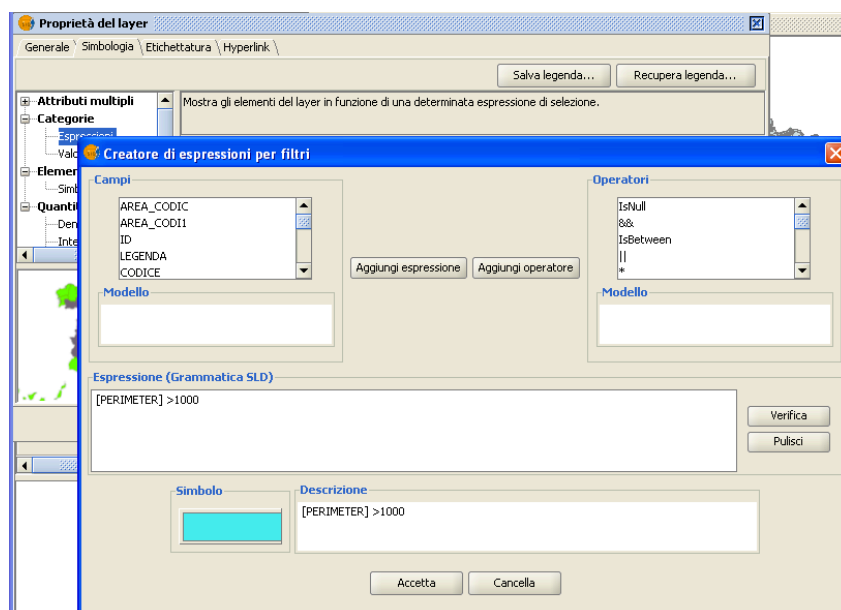 Proprietà del layer
Generale Simbologia Etichettatura Hyperlink
Salva legenda... Recupera legenda...
Attributi multipli
Categorie
Espressioni
Mostra gli elementi del layer in funzione di una determinata espressione di selezione.
Creatore di espressioni per filtri
Campi
AREA_CODIC
AREA_CODI1
ID
LEGENDA
CODICE
Modello
Aggiungi espressione Aggiungi operatore
Operatori
IsNull
&&
IsBetween
||
*
Modello
Espressione (Grammatica SLD)
[PERIMETER] >1000
Verifica
Pulisci
Simbolo
Descrizione
[PERIMETER] >1000
Accetta Cancella